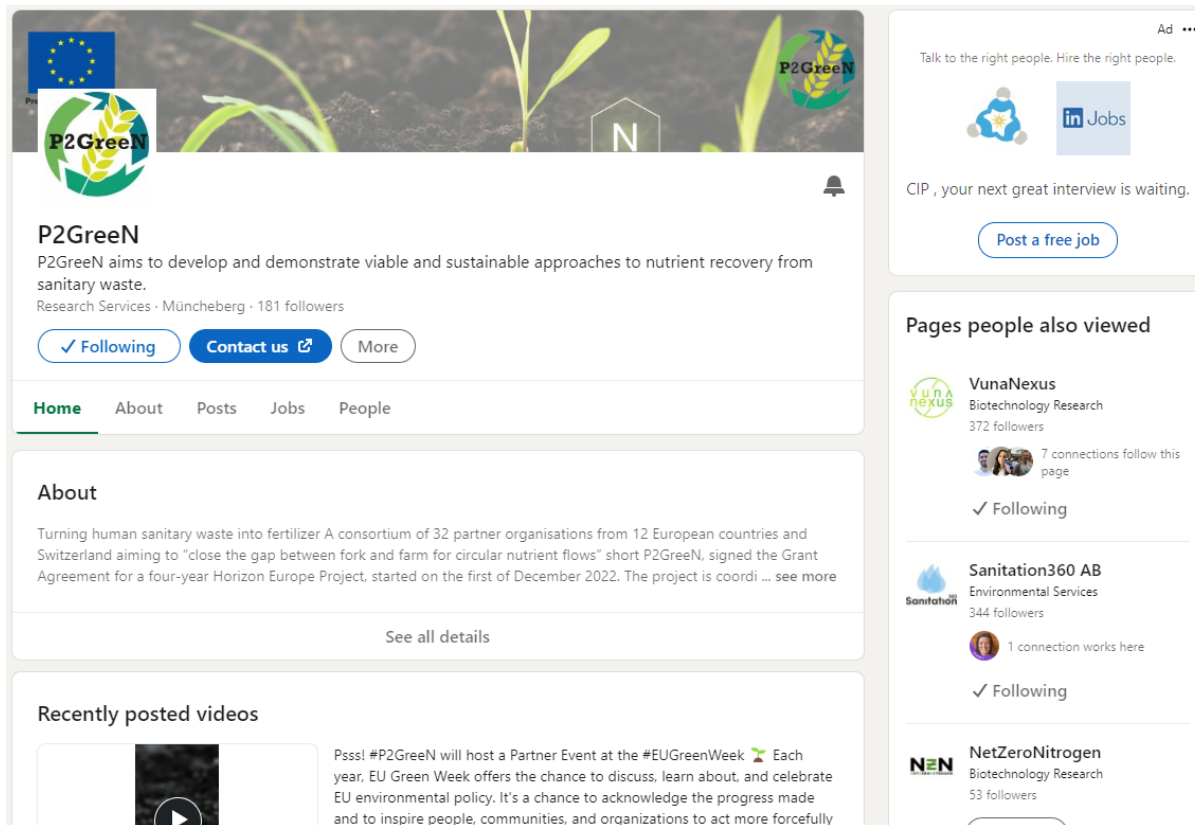 P2GreeN
P2GreeN
N
P2GreeN
P2GreeN aims to develop and demonstrate viable and sustainable approaches to nutrient recovery from
sanitary waste.
Research Services · Müncheberg · 181 followers
✓ Following
Contact us
More
Home
About
Posts
Jobs
People
About
Turning human sanitary waste into fertilizer A consortium of 32 partner organisations from 12 European countries and
Switzerland aiming to “close the gap between fork and farm for circular nutrient flows” short P2GreeN, signed the Grant
Agreement for a four-year Horizon Europe Project, started on the first of December 2022. The project is coordi ... see more
See all details
Recently posted videos
Psss! #P2GreeN will host a Partner Event at the #EUGreenWeek 🌱 Each
year, EU Green Week offers the chance to discuss, learn about, and celebrate
EU environmental policy. It's a chance to acknowledge the progress made
and to inspire people, communities, and organizations to act more forcefully
Ad •••
Talk to the right people. Hire the right people.
in Jobs
CIP , your next great interview is waiting.
Post a free job
Pages people also viewed
vuna
nexus
VunaNexus
Biotechnology Research
372 followers
7 connections follow this
page
✓ Following
Sanitation360
Sanitation360 AB
Environmental Services
344 followers
1 connection works here
✓ Following
NZN
NetZeroNitrogen
Biotechnology Research
53 followers